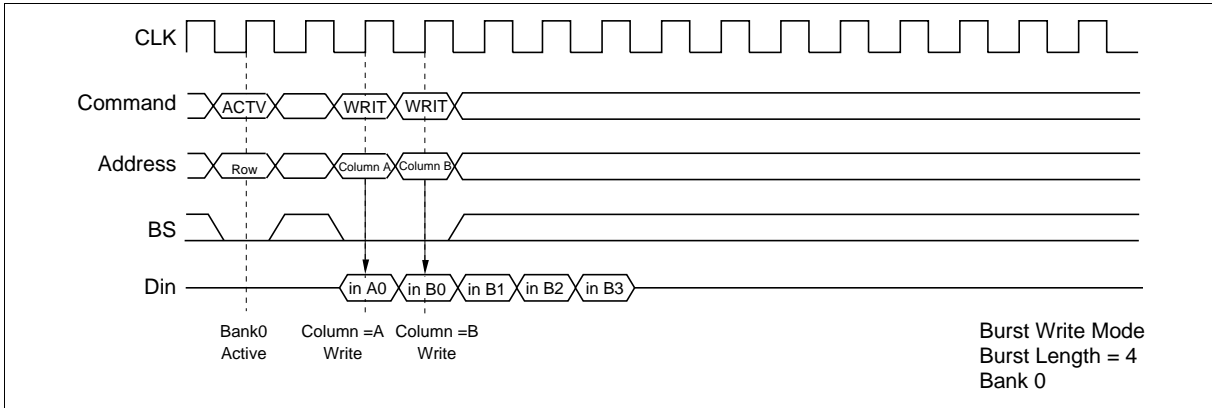 CLK
Command ACTV WRIT WRIT
Address Row Column A Column B
BS
Din in A0 in B0 in B1 in B2 in B3
Bank0 Column =A Column =B
Active Write Write
Burst Write Mode
Burst Length = 4
Bank 0